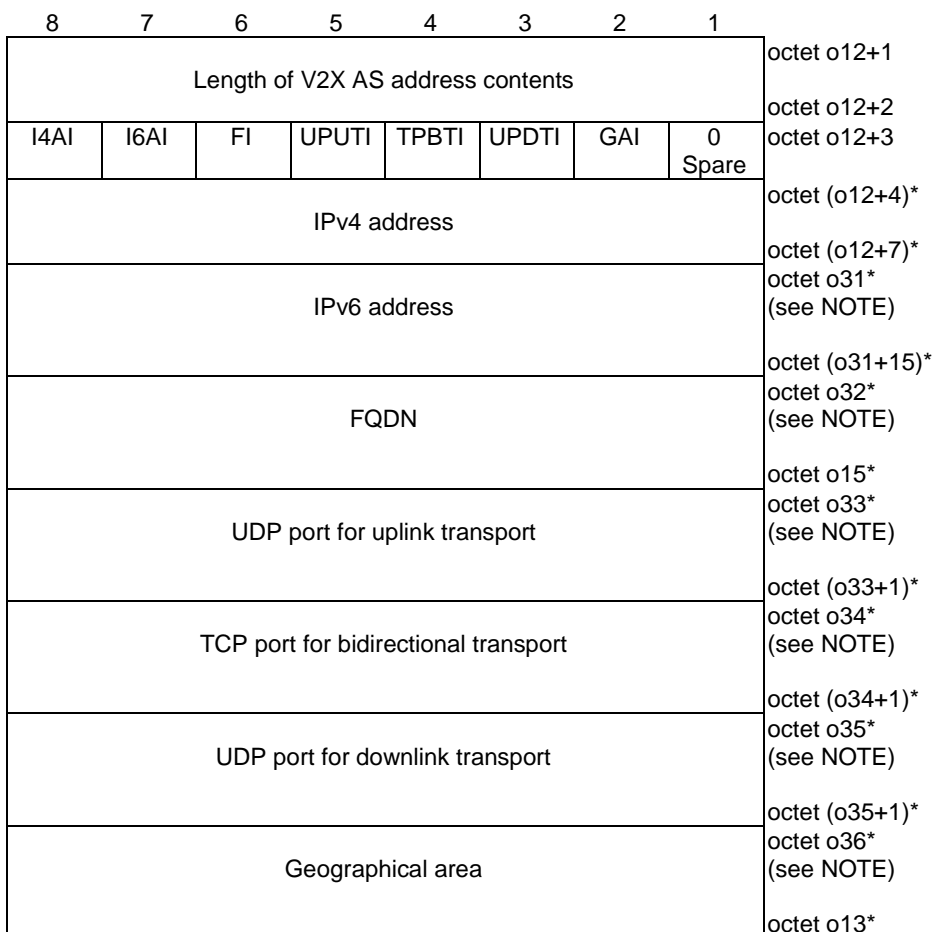 8 7 6 5 4 3 2 1
octet o12+1
Length of V2X AS address contents
octet o12+2
I4AI I6AI FI UPUTI TPBTI UPDTI GAI 0 octet o12+3
Spare
octet (o12+4)*
IPv4 address
octet (o12+7)*
octet o31*
IPv6 address (see NOTE)
octet (o31+15)*
octet o32*
FQDN (see NOTE)
octet o15*
octet o33*
UDP port for uplink transport (see NOTE)
octet (o33+1)*
octet o34*
TCP port for bidirectional transport (see NOTE)
octet (o34+1)*
octet o35*
UDP port for downlink transport (see NOTE)
octet (o35+1)*
octet o36*
Geographical area (see NOTE)
octet o13*